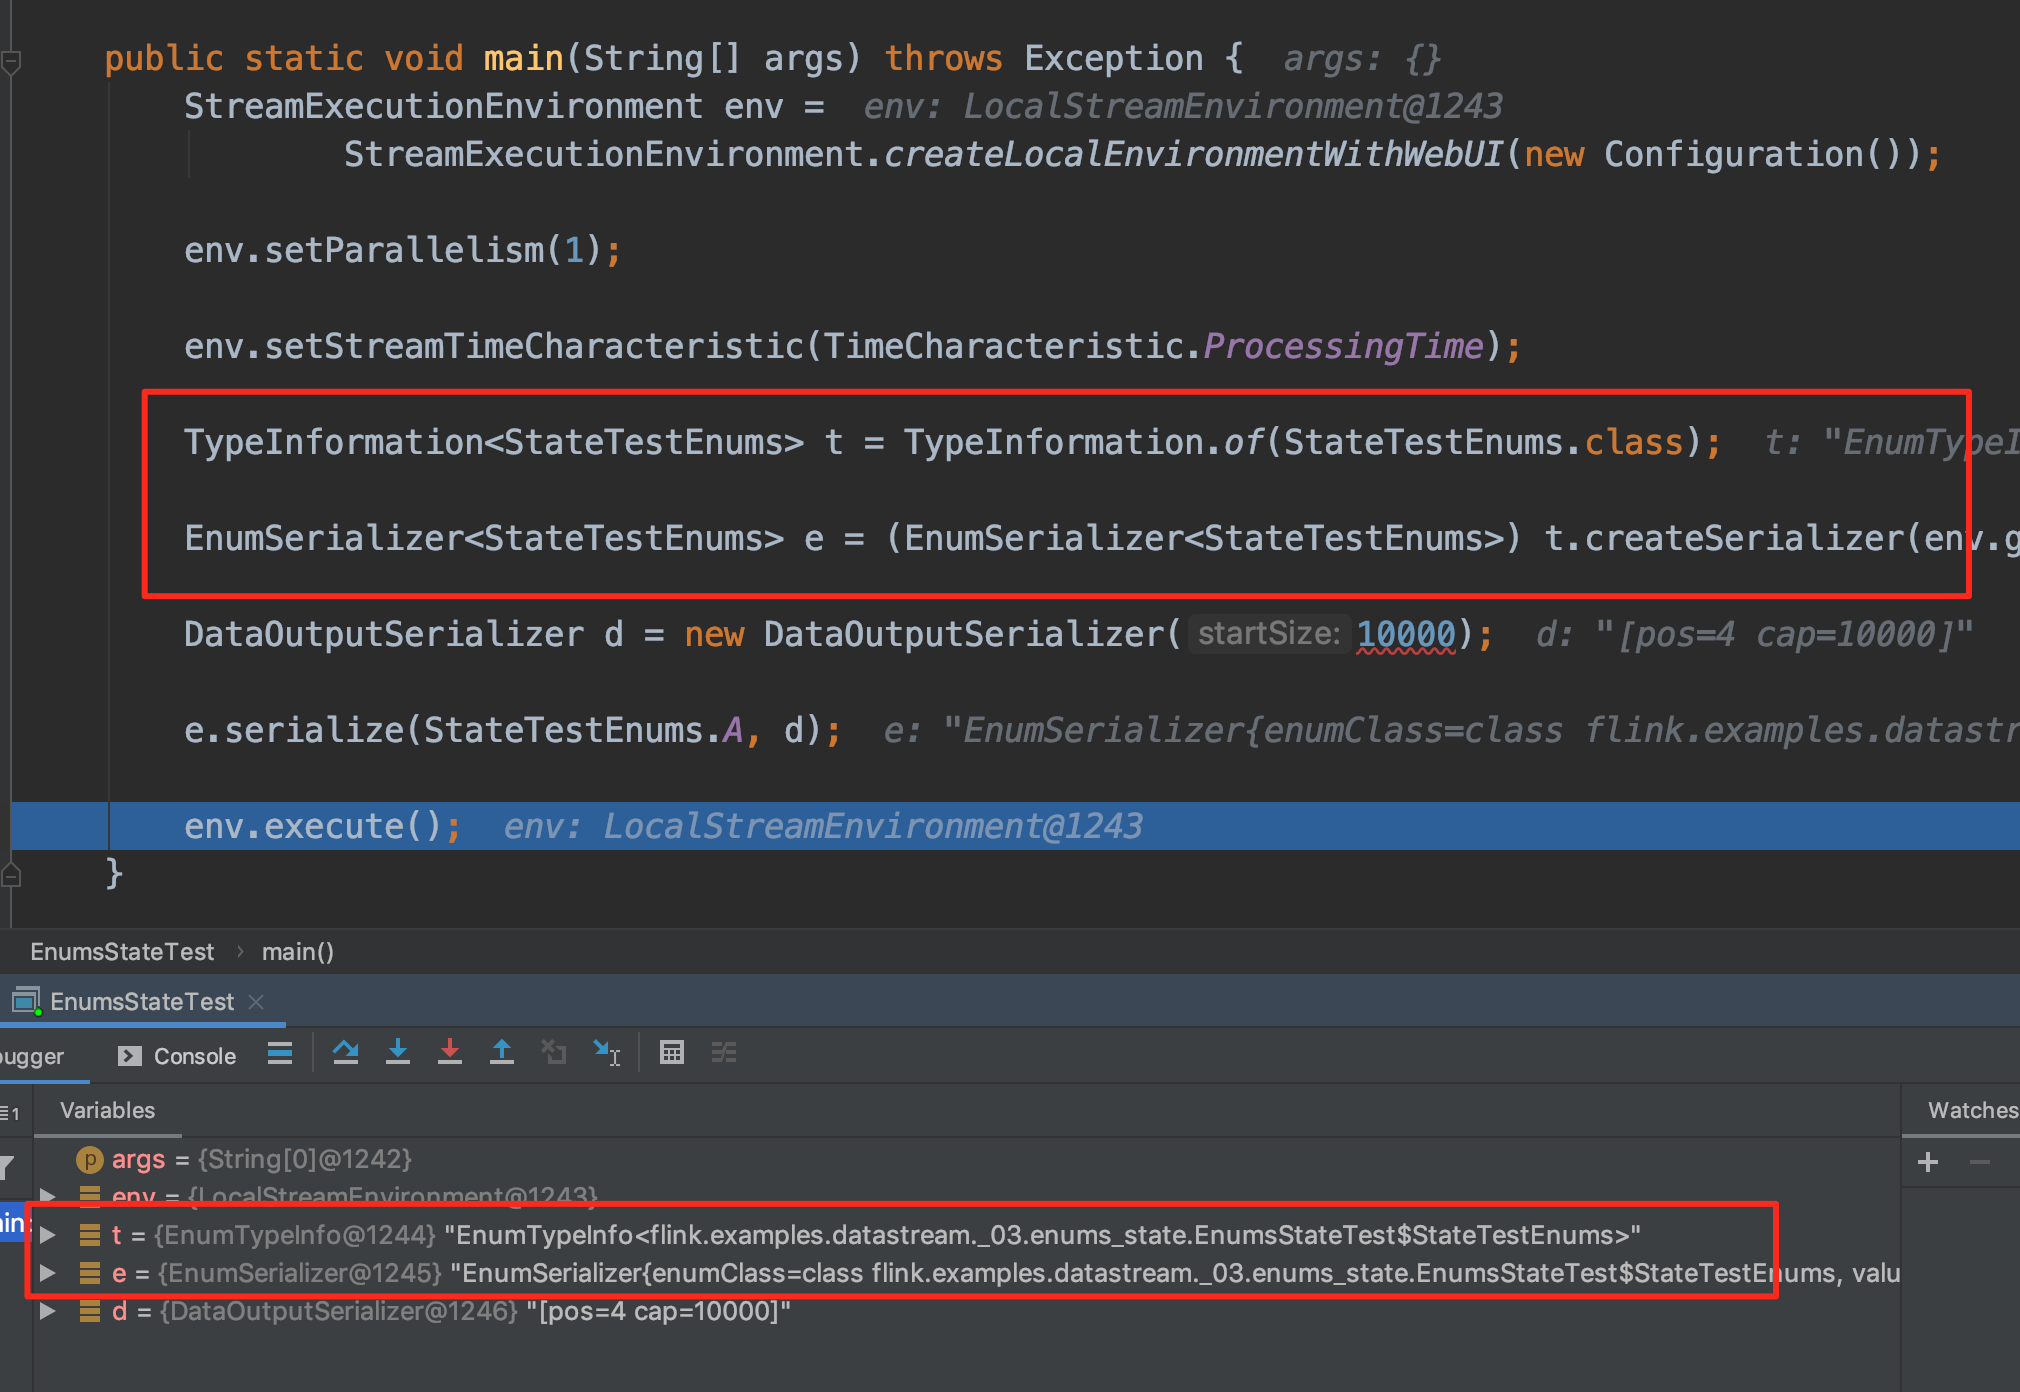 public static void main(String[] args) throws Exception {  args: {}
StreamExecutionEnvironment env =  env: LocalStreamEnvironment@1243
StreamExecutionEnvironment.createLocalEnvironmentWithWebUI(new Configuration());
env.setParallelism(1);
env.setStreamTimeCharacteristic(TimeCharacteristic.ProcessingTime);
TypeInformation<StateTestEnums> t = TypeInformation.of(StateTestEnums.class);  t: "EnumTypeI
EnumSerializer<StateTestEnums> e = (EnumSerializer<StateTestEnums>) t.createSerializer(env.g
DataOutputSerializer d = new DataOutputSerializer( startSize: 10000);  d: "[pos=4 cap=10000]"
e.serialize(StateTestEnums.A, d);  e: "EnumSerializer{enumClass=class flink.examples.datastr
env.execute();  env: LocalStreamEnvironment@1243
}
EnumsStateTest › main()
EnumsStateTest
ugger Console
1 Variables Watches
p args = {String[0]@1242}
env = {LocalStreamEnvironment@1243}
t = {EnumTypeInfo@1244} "EnumTypeInfo<flink.examples.datastream._03.enums_state.EnumsStateTest$StateTestEnums>"
e = {EnumSerializer@1245} "EnumSerializer{enumClass=class flink.examples.datastream._03.enums_state.EnumsStateTest$StateTestEnums, valu
d = {DataOutputSerializer@1246} "[pos=4 cap=10000]"